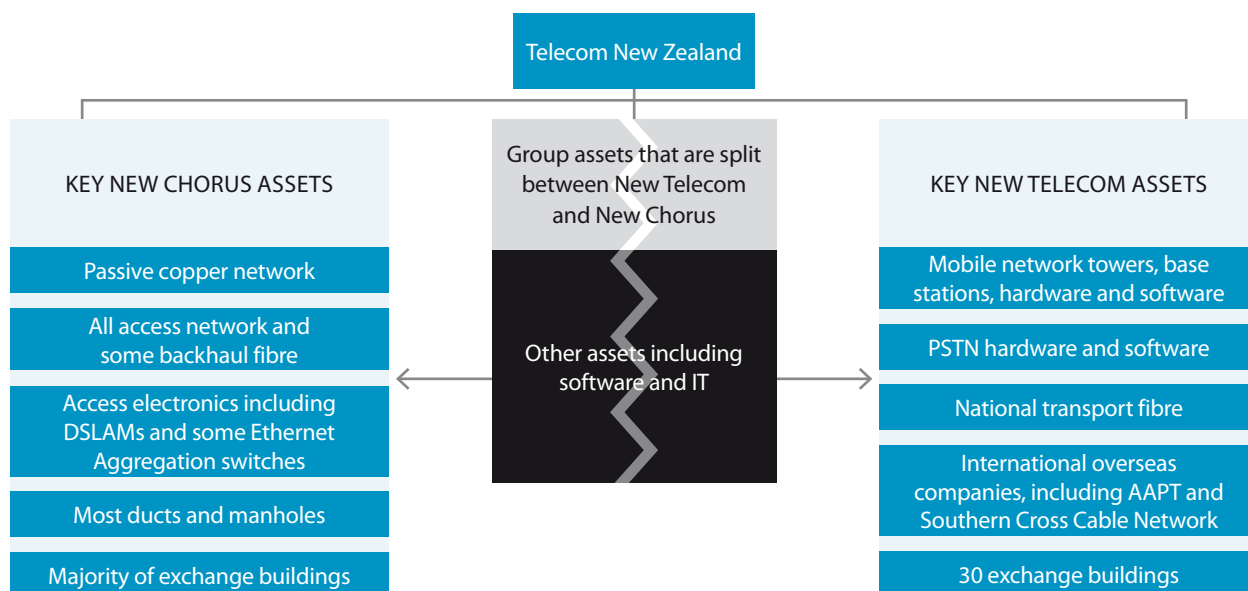 Telecom New Zealand
KEY NEW CHORUS ASSETS
Passive copper network
All access network and
some backhaul fibre
Access electronics including
DSLAMs and some Ethernet
Aggregation switches
Most ducts and manholes
Majority of exchange buildings
Group assets that are split
between New Telecom
and New Chorus
Other assets including
software and IT
KEY NEW TELECOM ASSETS
Mobile network towers, base
stations, hardware and software
PSTN hardware and software
National transport fibre
International overseas
companies, including AAPT and
Southern Cross Cable Network
30 exchange buildings